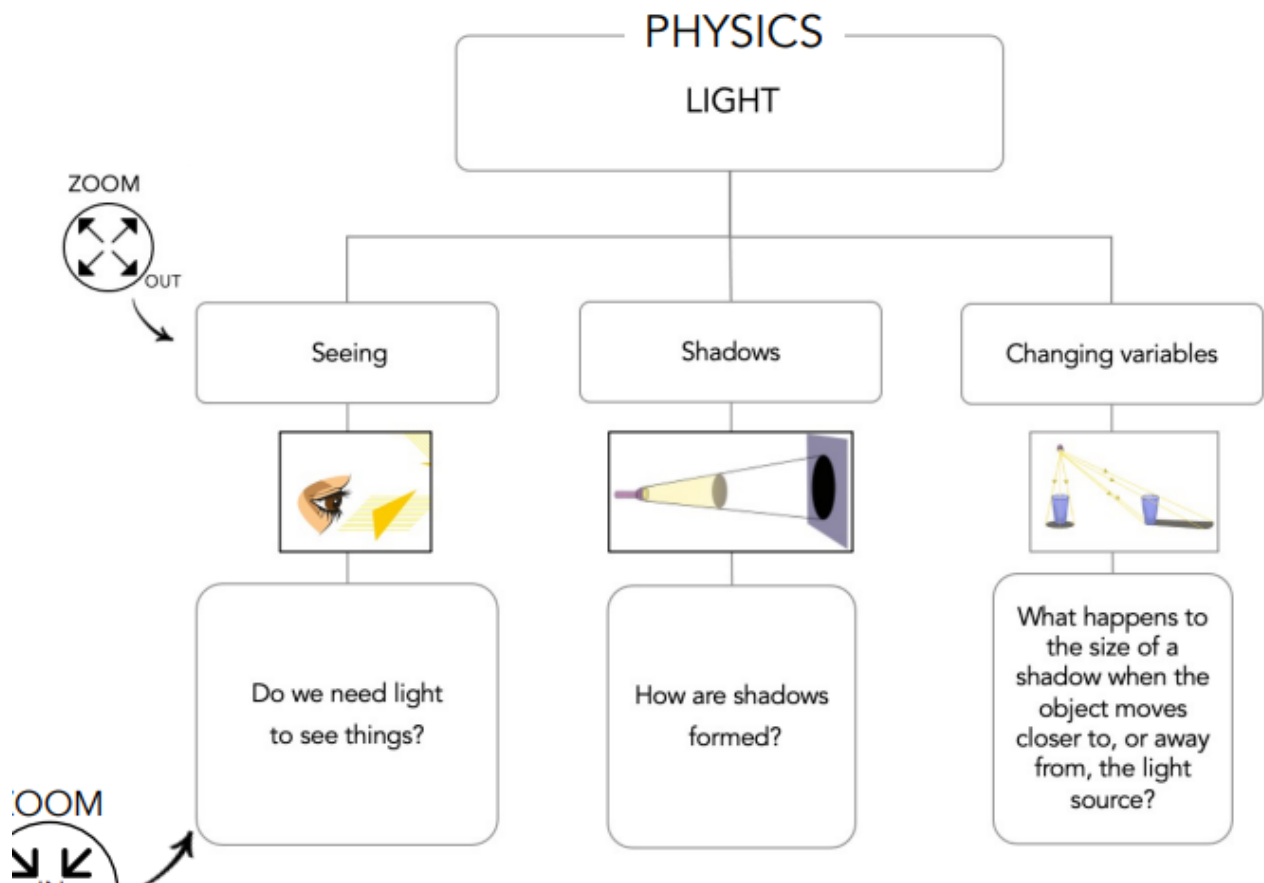 PHYSICS
LIGHT
ZOOM
OUT
Seeing
Shadows
Changing variables
Do we need light
to see things?
How are shadows
formed?
What happens to
the size of a
shadow when the
object moves
closer to, or away
from, the light
source?
ZOOM